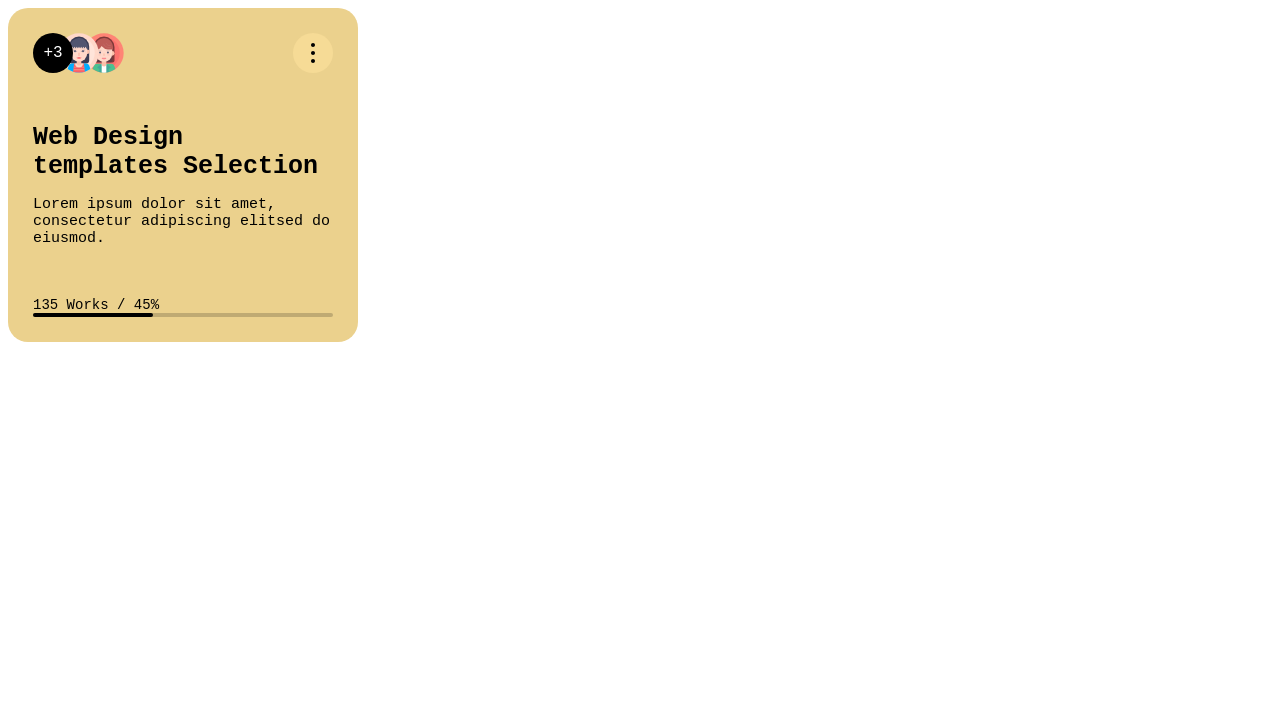 +3
Web Design
templates Selection
Lorem ipsum dolor sit amet,
consectetur adipiscing elitsed do
eiusmod.
135 Works / 45%